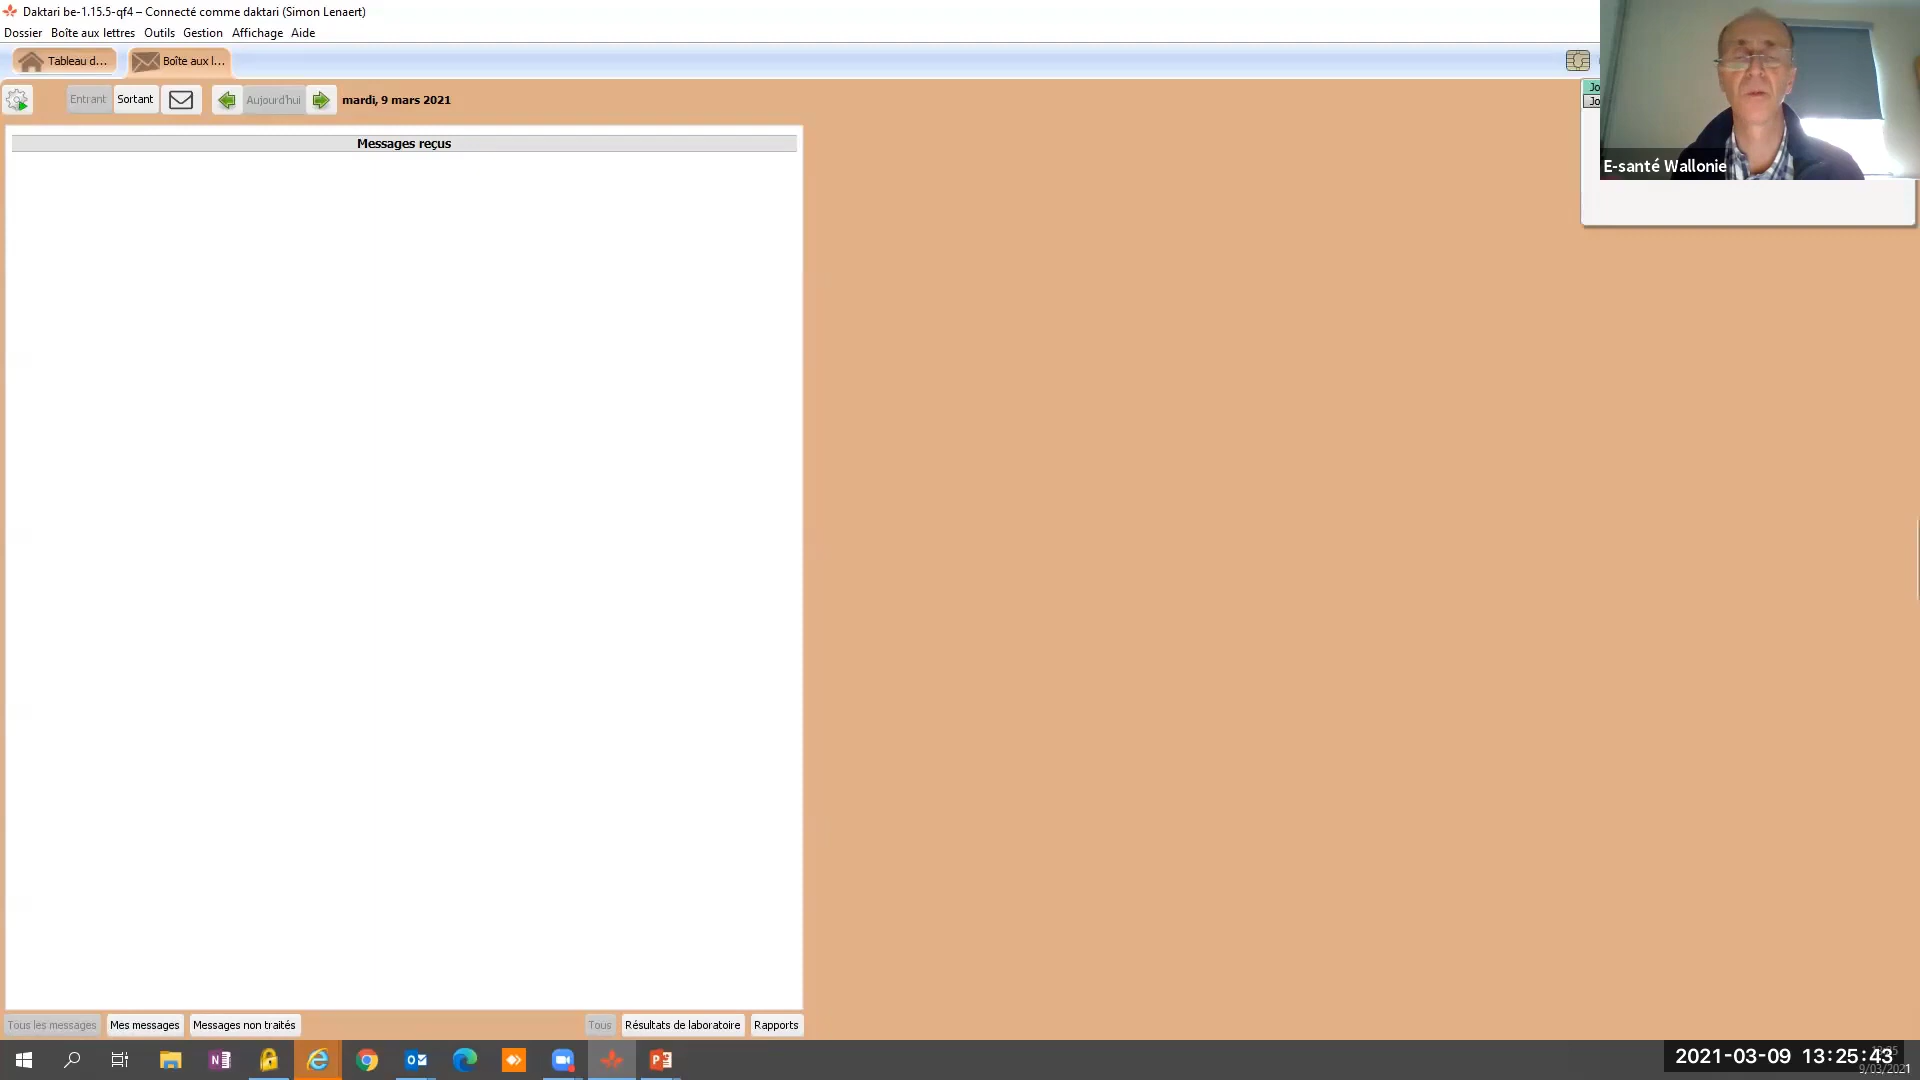 Daktari be-1.15.5-qf4 – Connecté comme daktari (Simon Lenaert)
Dossier Boîte aux lettres Outils Gestion Affichage Aide
Tableau d... Boîte aux l...
Entrant Sortant Aujourd'hui mardi, 9 mars 2021
Jo
Jo
E-santé Wallonie
Messages reçus
Tous les messages Mes messages Messages non traités Tous Résultats de laboratoire Rapports
2021-03-09 13:25:43
9/03/2021